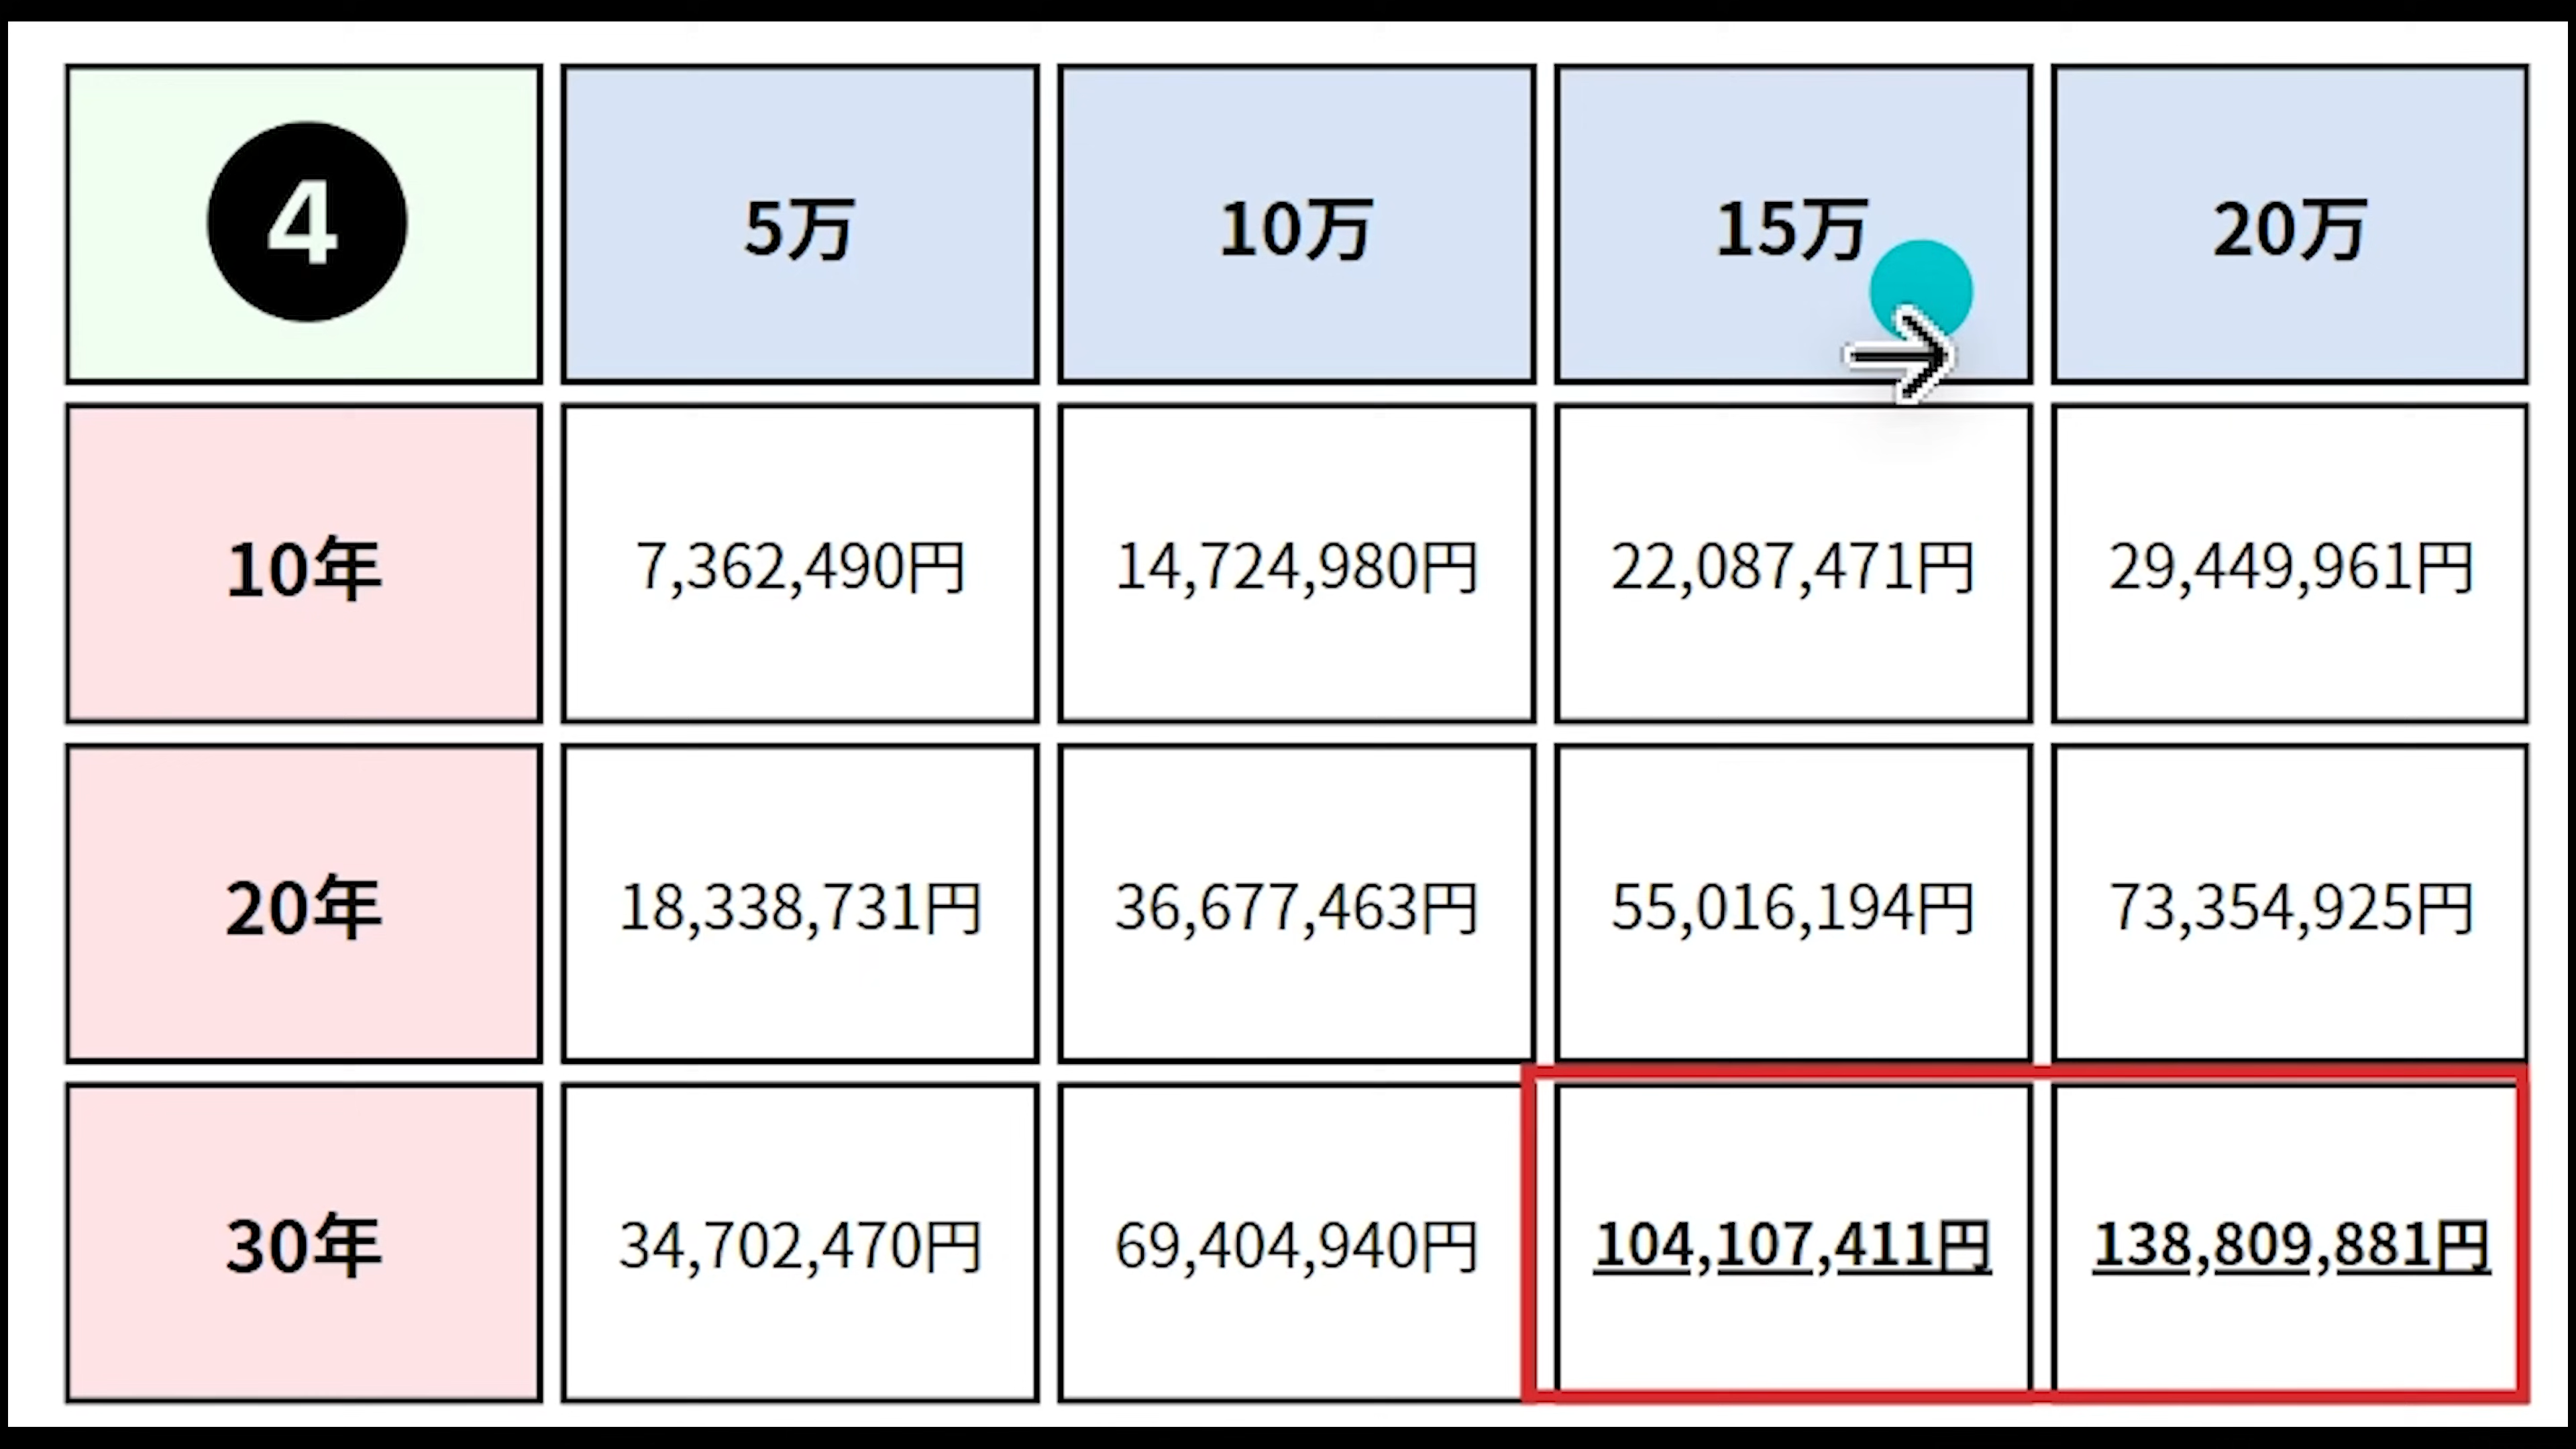 4 5万 10万 15万 20万
10年 7,362,490円 14,724,980円 22,087,471円 29,449,961円
20年 18,338,731円 36,677,463円 55,016,194円 73,354,925円
30年 34,702,470円 69,404,940円 104,107,411円 138,809,881円